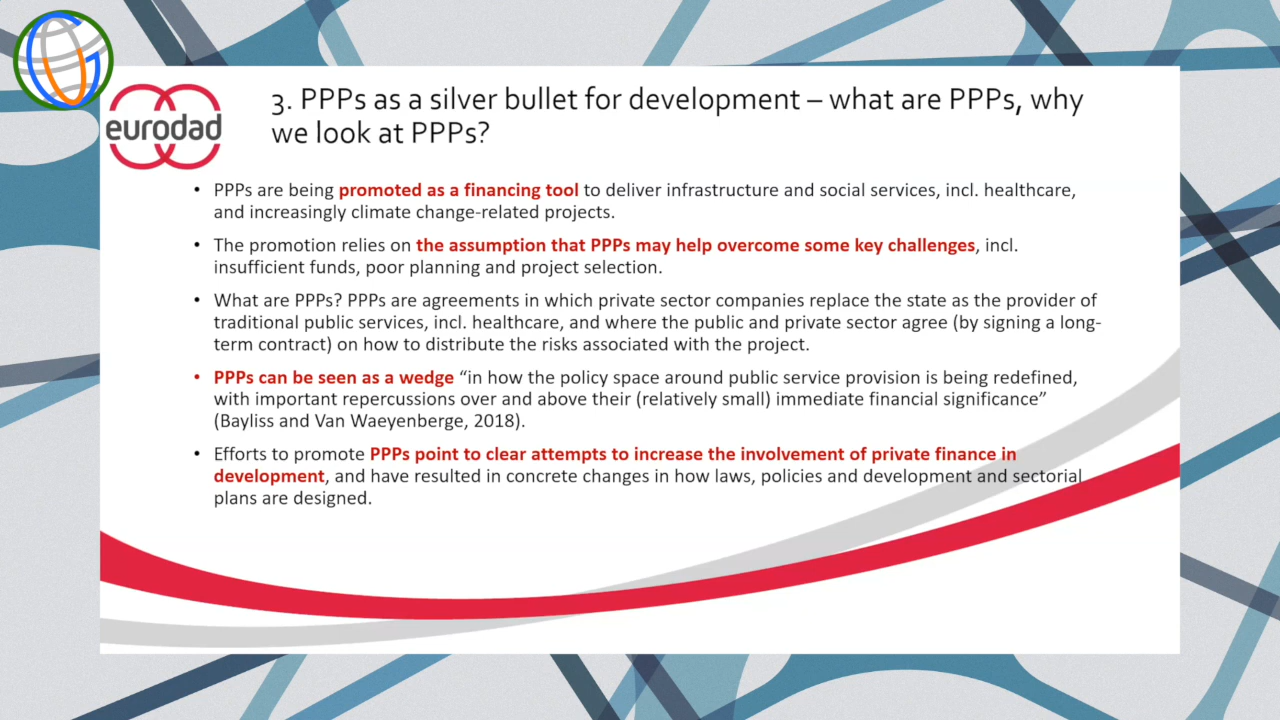 eurodad
3. PPPs as a silver bullet for development – what are PPPs, why
we look at PPPs?
• PPPs are being promoted as a financing tool to deliver infrastructure and social services, incl. healthcare,
and increasingly climate change-related projects.
• The promotion relies on the assumption that PPPs may help overcome some key challenges, incl.
insufficient funds, poor planning and project selection.
• What are PPPs? PPPs are agreements in which private sector companies replace the state as the provider of
traditional public services, incl. healthcare, and where the public and private sector agree (by signing a long-
term contract) on how to distribute the risks associated with the project.
• PPPs can be seen as a wedge “in how the policy space around public service provision is being redefined,
with important repercussions over and above their (relatively small) immediate financial significance”
(Bayliss and Van Waeyenberge, 2018).
• Efforts to promote PPPs point to clear attempts to increase the involvement of private finance in
development, and have resulted in concrete changes in how laws, policies and development and sectorial
plans are designed.